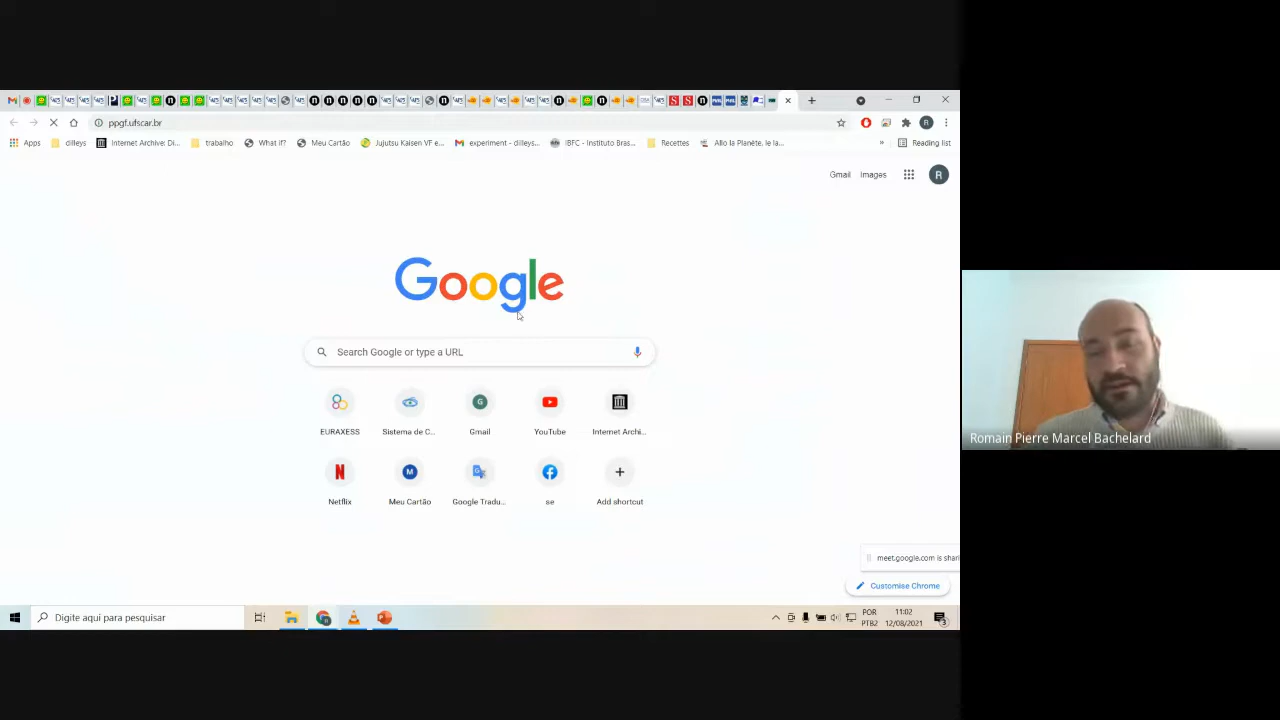 ppgf.ufscar.br
Apps dilleys Internet Archive: Di... trabalho What if? Meu Cartão Jujutsu Kaisen VF e... experiment - dilleys... IBFC - Instituto Bras... Recettes Allo la Planète, le la... » Reading list
Gmail Images R
Google
Search Google or type a URL
EURAXESS Sistema de C... Gmail YouTube Internet Archi...
Netflix Meu Cartão Google Tradu... se Add shortcut
meet.google.com is shari
Customise Chrome
Digite aqui para pesquisar
POR 11:02
PTB2 12/08/2021
Romain Pierre Marcel Bachelard